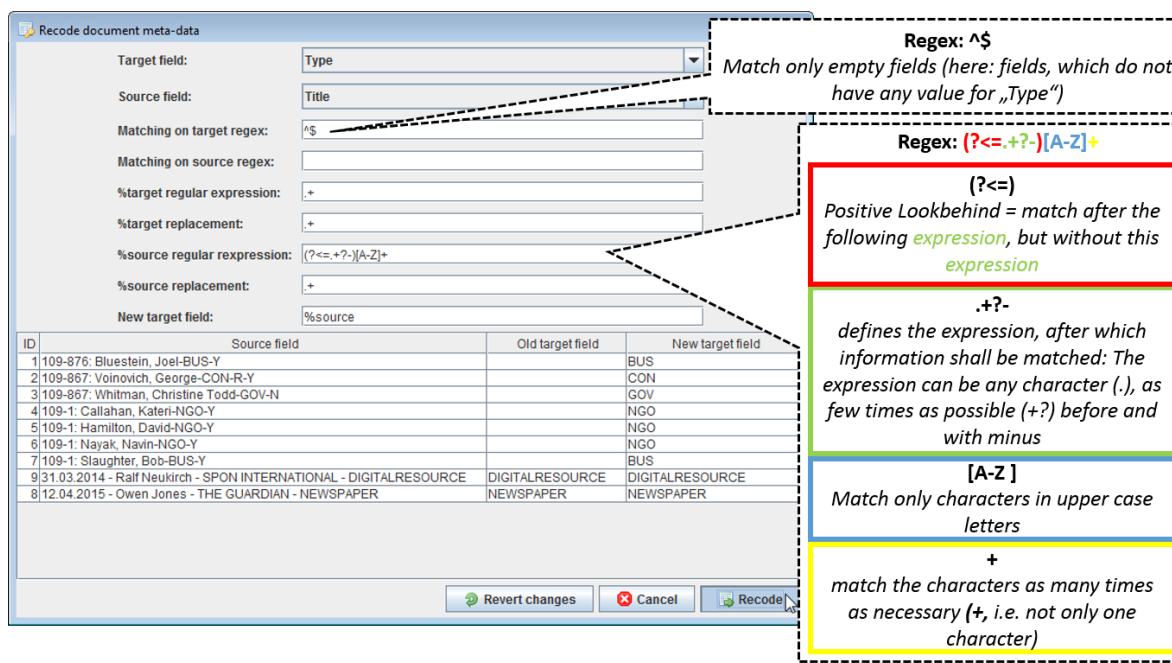 Recode document meta-data
Target field: Type
Source field: Title
Matching on target regex: ^$
Matching on source regex:
%target regular expression: .+
%target replacement: .+
%source regular rexpression: (?<=.+?-)[A-Z]+
%source replacement: .+
New target field: %source
ID Source field Old target field New target field
1 109-876: Bluestein, Joel-BUS-Y BUS
2 109-867: Voinovich, George-CON-R-Y CON
3 109-867: Whitman, Christine Todd-GOV-N GOV
4 109-1: Callahan, Kateri-NGO-Y NGO
5 109-1: Hamilton, David-NGO-Y NGO
6 109-1: Nayak, Navin-NGO-Y NGO
7 109-1: Slaughter, Bob-BUS-Y BUS
9 31.03.2014 - Ralf Neukirch - SPON INTERNATIONAL - DIGITALRESOURCE DIGITALRESOURCE DIGITALRESOURCE
8 12.04.2015 - Owen Jones - THE GUARDIAN - NEWSPAPER NEWSPAPER NEWSPAPER
Revert changes Cancel Recode
Regex: ^$
Match only empty fields (here: fields, which do not
have any value for „Type“)
Regex: (?<=.+?-)[A-Z]+
(?<=)
Positive Lookbehind = match after the
following expression, but without this
expression
.+?-
defines the expression, after which
information shall be matched: The
expression can be any character (.), as
few times as possible (+?) before and
with minus
[A-Z ]
Match only characters in upper case
letters
+
match the characters as many times
as necessary (+, i.e. not only one
character)